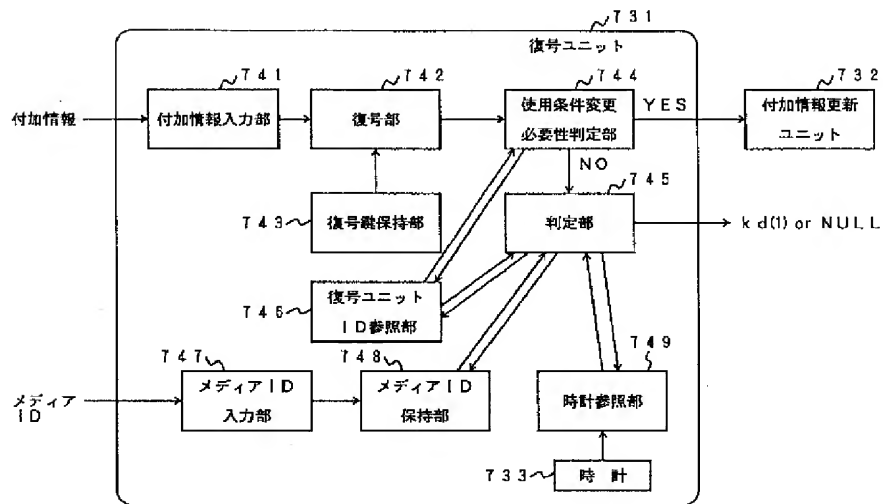 731
復号ユニット
741
742
744
732
付加情報
付加情報入力部
復号部
使用条件変更
必要性判定部
YES
付加情報更新
ユニット
NO
745
743
復号鍵保持部
判定部
kd(1) or NULL
746
復号ユニット
ID参照部
747
748
749
メディア
ID
メディアID
入力部
メディアID
保持部
時計参照部
733
時計